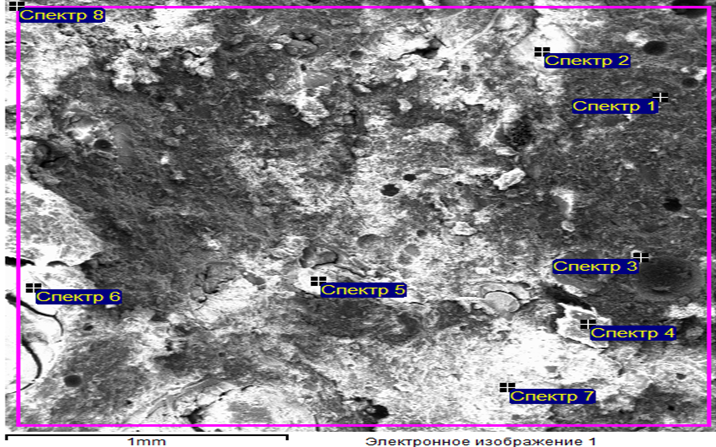 Спектр 8
Спектр 2
Спектр 1
Спектр 3
Спектр 6
Спектр 5
Спектр 4
Спектр 7
1mm
Электронное изображение 1